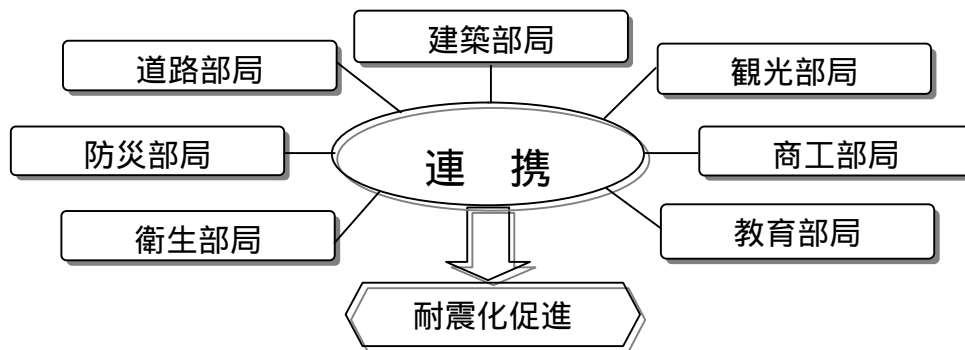 建築部局
道路部局
観光部局
防災部局
連　携
商工部局
衛生部局
教育部局
耐震化促進